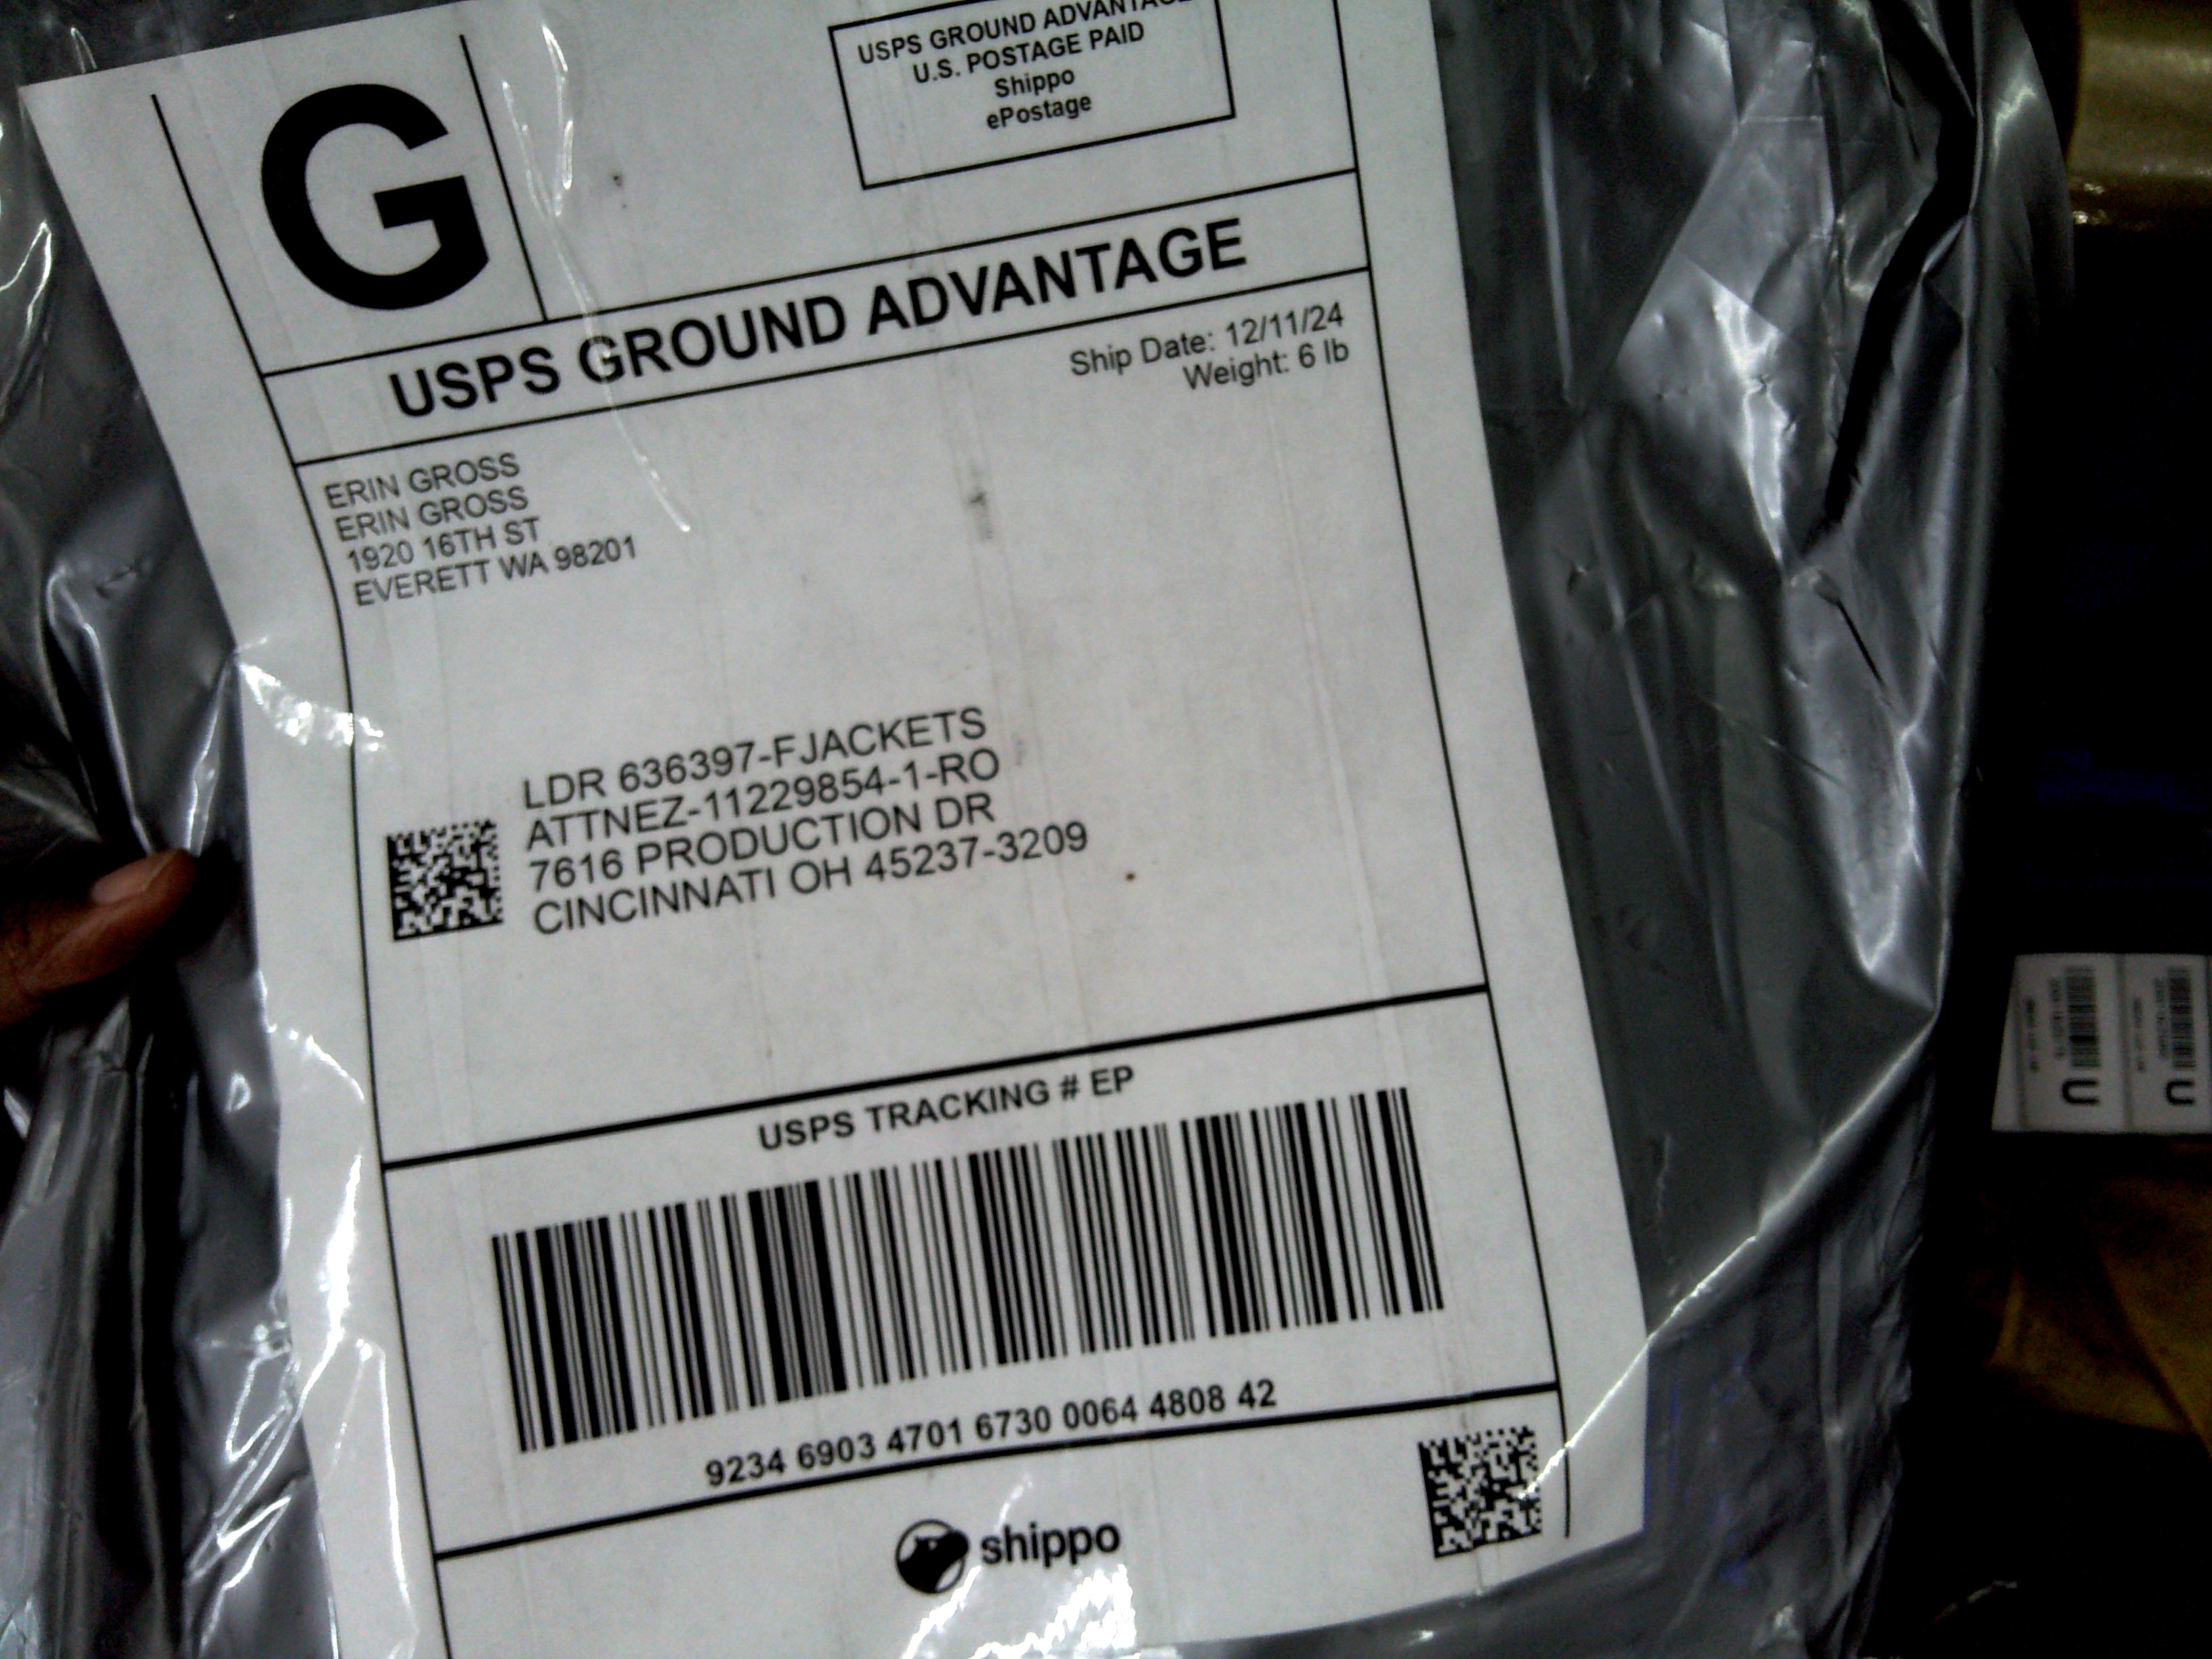 G
USPS GROUND ADVANTAGE
U.S. POSTAGE PAID
Shippo
ePostage
USPS GROUND ADVANTAGE
Ship Date: 12/11/24
Weight: 6 lb
ERIN GROSS
ERIN GROSS
1920 16TH ST
EVERETT WA 98201
LDR 636397-FJACKETS
ATTNEZ-11229854-1-RO
7616 PRODUCTION DR
CINCINNATI OH 45237-3209
USPS TRACKING # EP
9234 6903 4701 6730 0064 4808 42
shippo
U
U